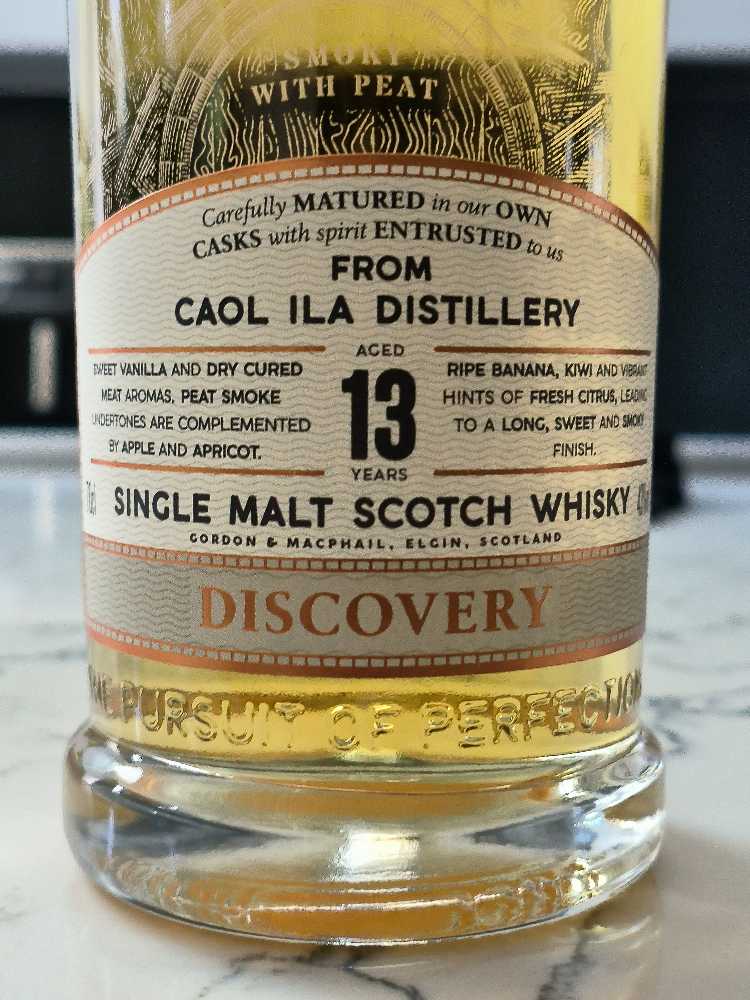 SMOKY
WITH PEAT
Carefully MATURED in our OWN
CASKS with spirit ENTRUSTED to us
FROM
CAOL ILA DISTILLERY
SWEET VANILLA AND DRY CURED
MEAT AROMAS. PEAT SMOKE
UNDERTONES ARE COMPLEMENTED
BY APPLE AND APRICOT.
AGED
13
YEARS
RIPE BANANA, KIWI AND VIBRANT
HINTS OF FRESH CITRUS, LEADING
TO A LONG, SWEET AND SMOKY
FINISH.
70cl SINGLE MALT SCOTCH WHISKY
GORDON & MACPHAIL, ELGIN, SCOTLAND
DISCOVERY
PURSUIT OF PERFECTION